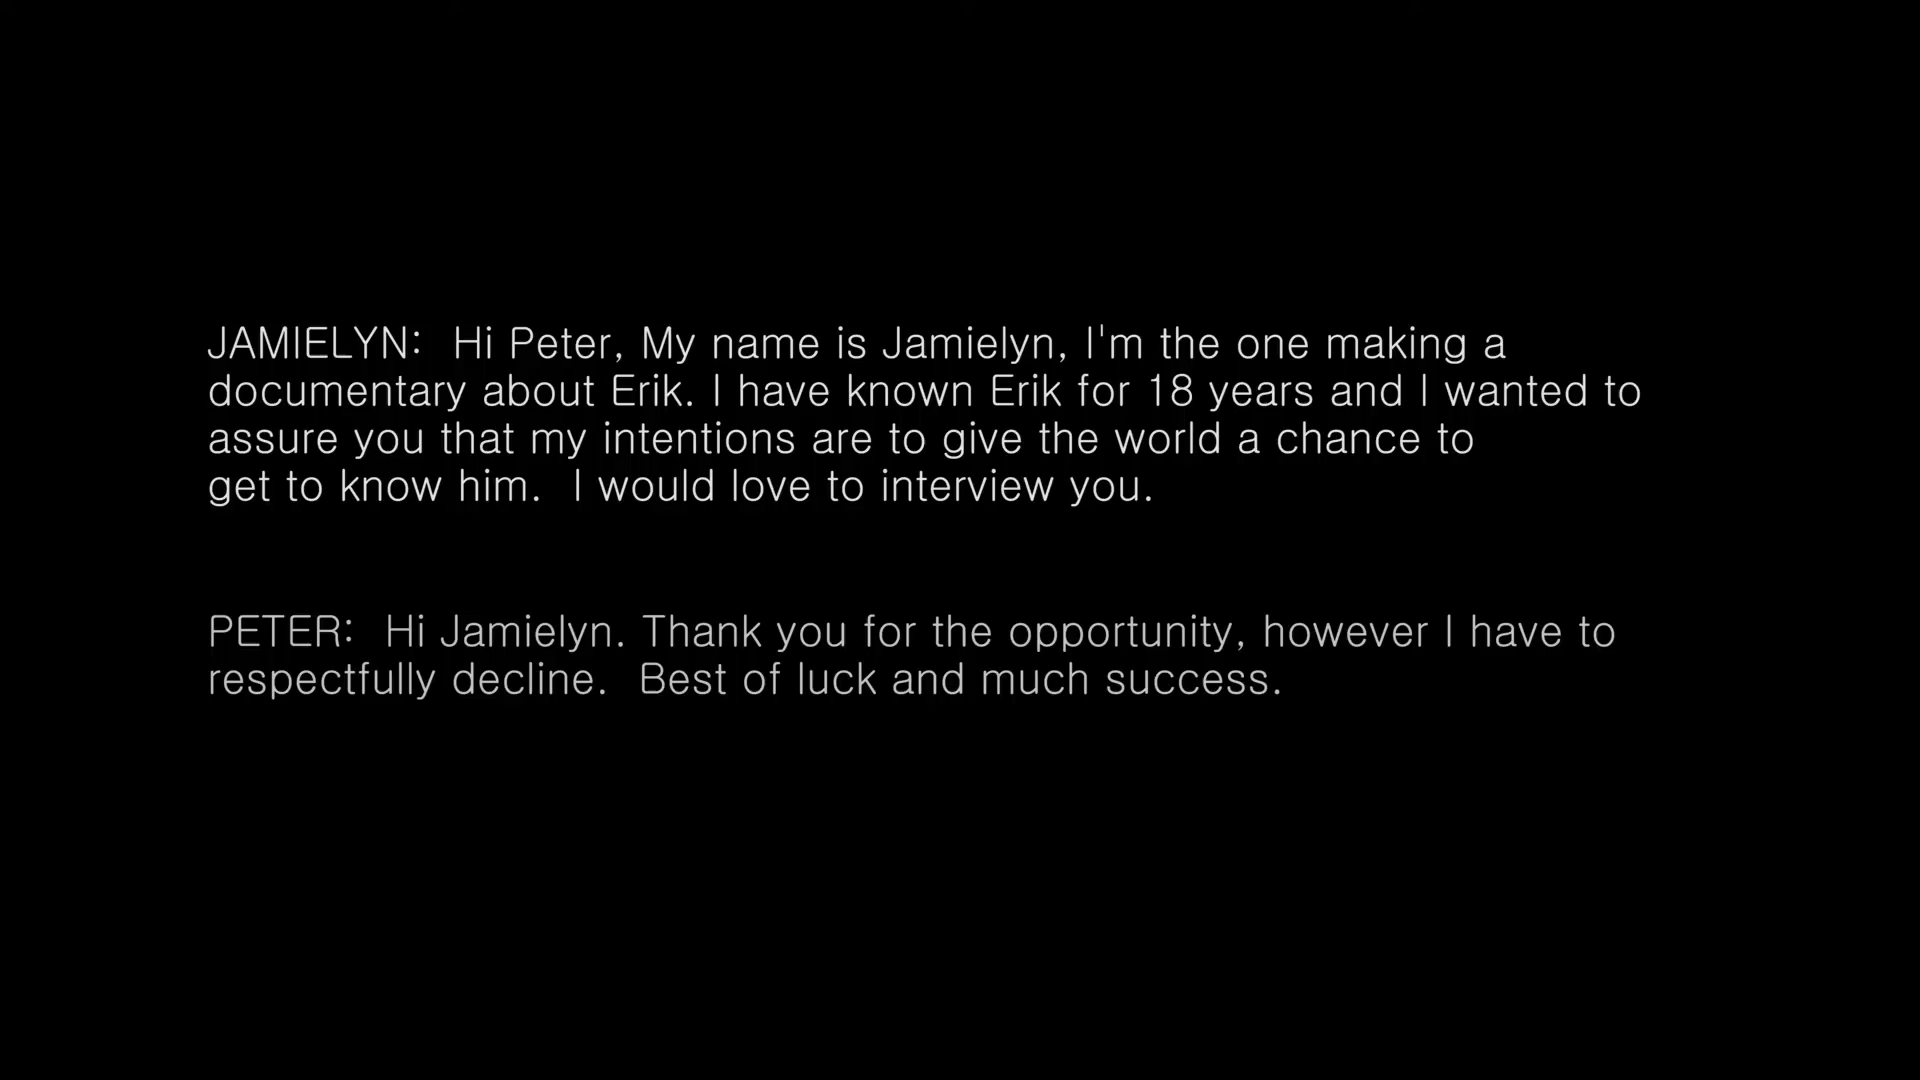 JAMIELYN:  Hi Peter, My name is Jamielyn, I'm the one making a
documentary about Erik. I have known Erik for 18 years and I wanted to
assure you that my intentions are to give the world a chance to
get to know him.  I would love to interview you.
PETER:  Hi Jamielyn. Thank you for the opportunity, however I have to
respectfully decline.  Best of luck and much success.